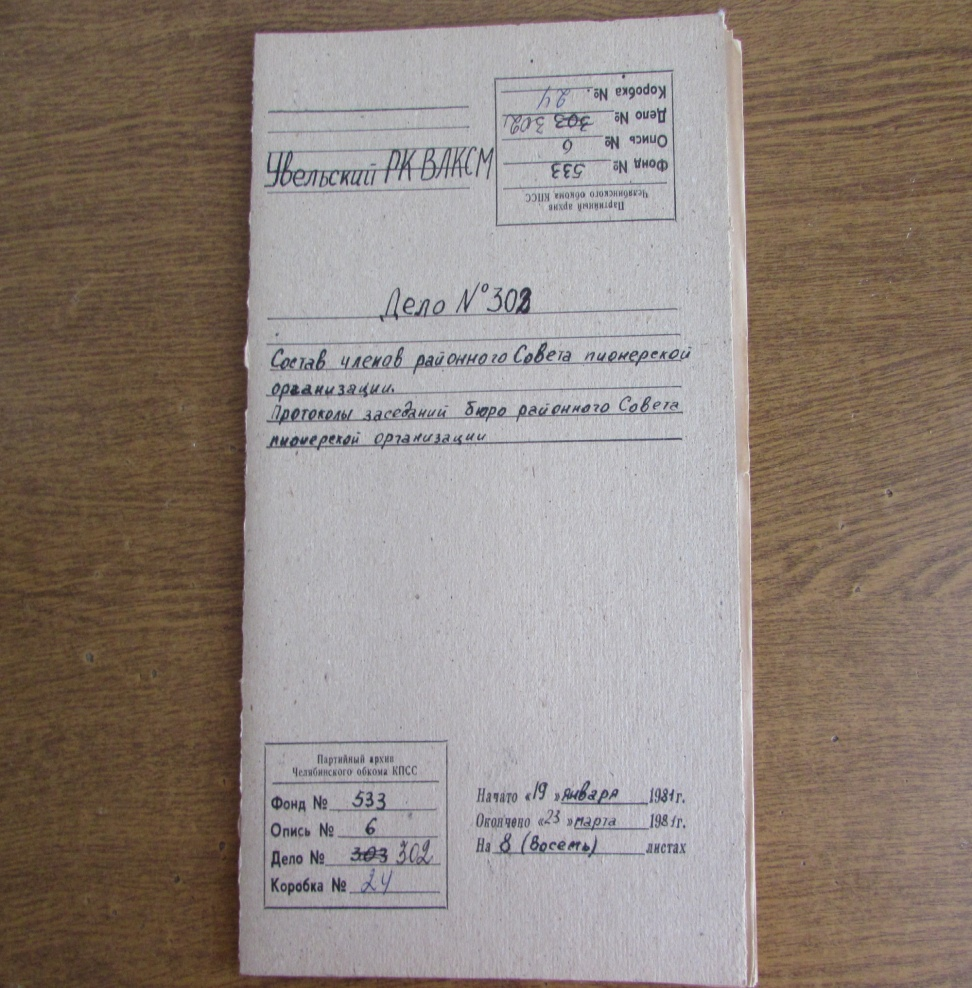 Увельский РК ВЛКСМ
Партийный архив
Челябинского обкома КПСС
Фонд № 533
Опись № 6
Дело № 303 302
Коробка № 24
Дело № 302
Состав членов районного Совета пионерской
организации.
Протоколы заседаний бюро районного Совета
пионерской организации
Партийный архив
Челябинского обкома КПСС
Фонд № 533
Опись № 6
Дело № 303 302
Коробка № 24
Начато «19» января 1981г.
Окончено «23» марта 1981г.
На 8 (восемь) листах